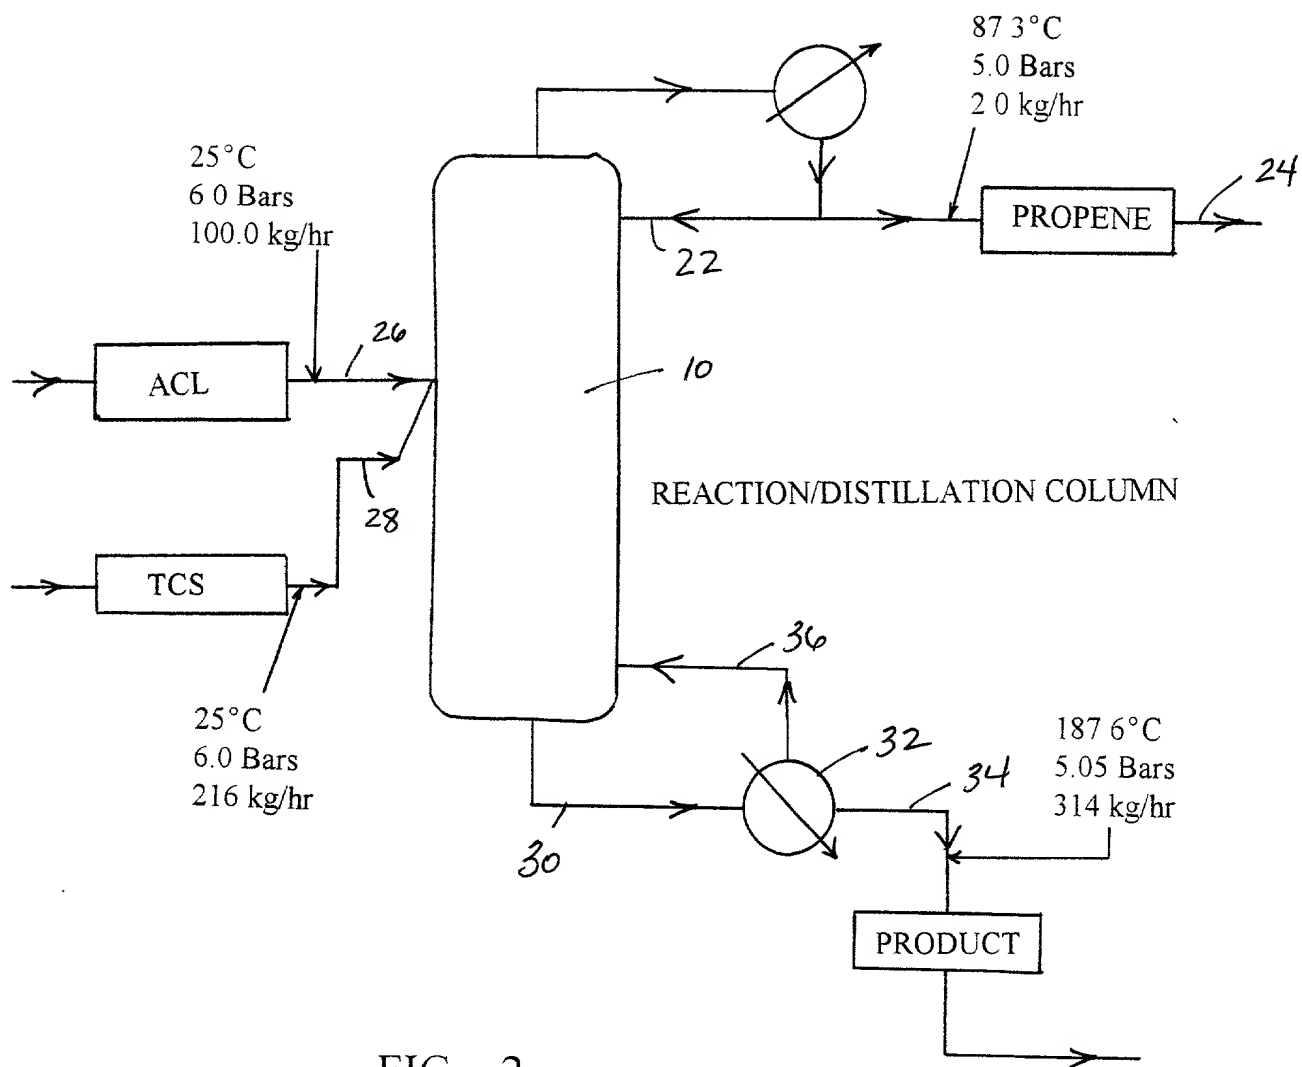 87 3°C
5.0 Bars
2 0 kg/hr
25°C
6 0 Bars
100.0 kg/hr
24
PROPENE
22
26
10
ACL
28
REACTION/DISTILLATION COLUMN
TCS
36
25°C
6.0 Bars
216 kg/hr
32
34
187 6°C
5.05 Bars
314 kg/hr
30
PRODUCT
FIG. 2